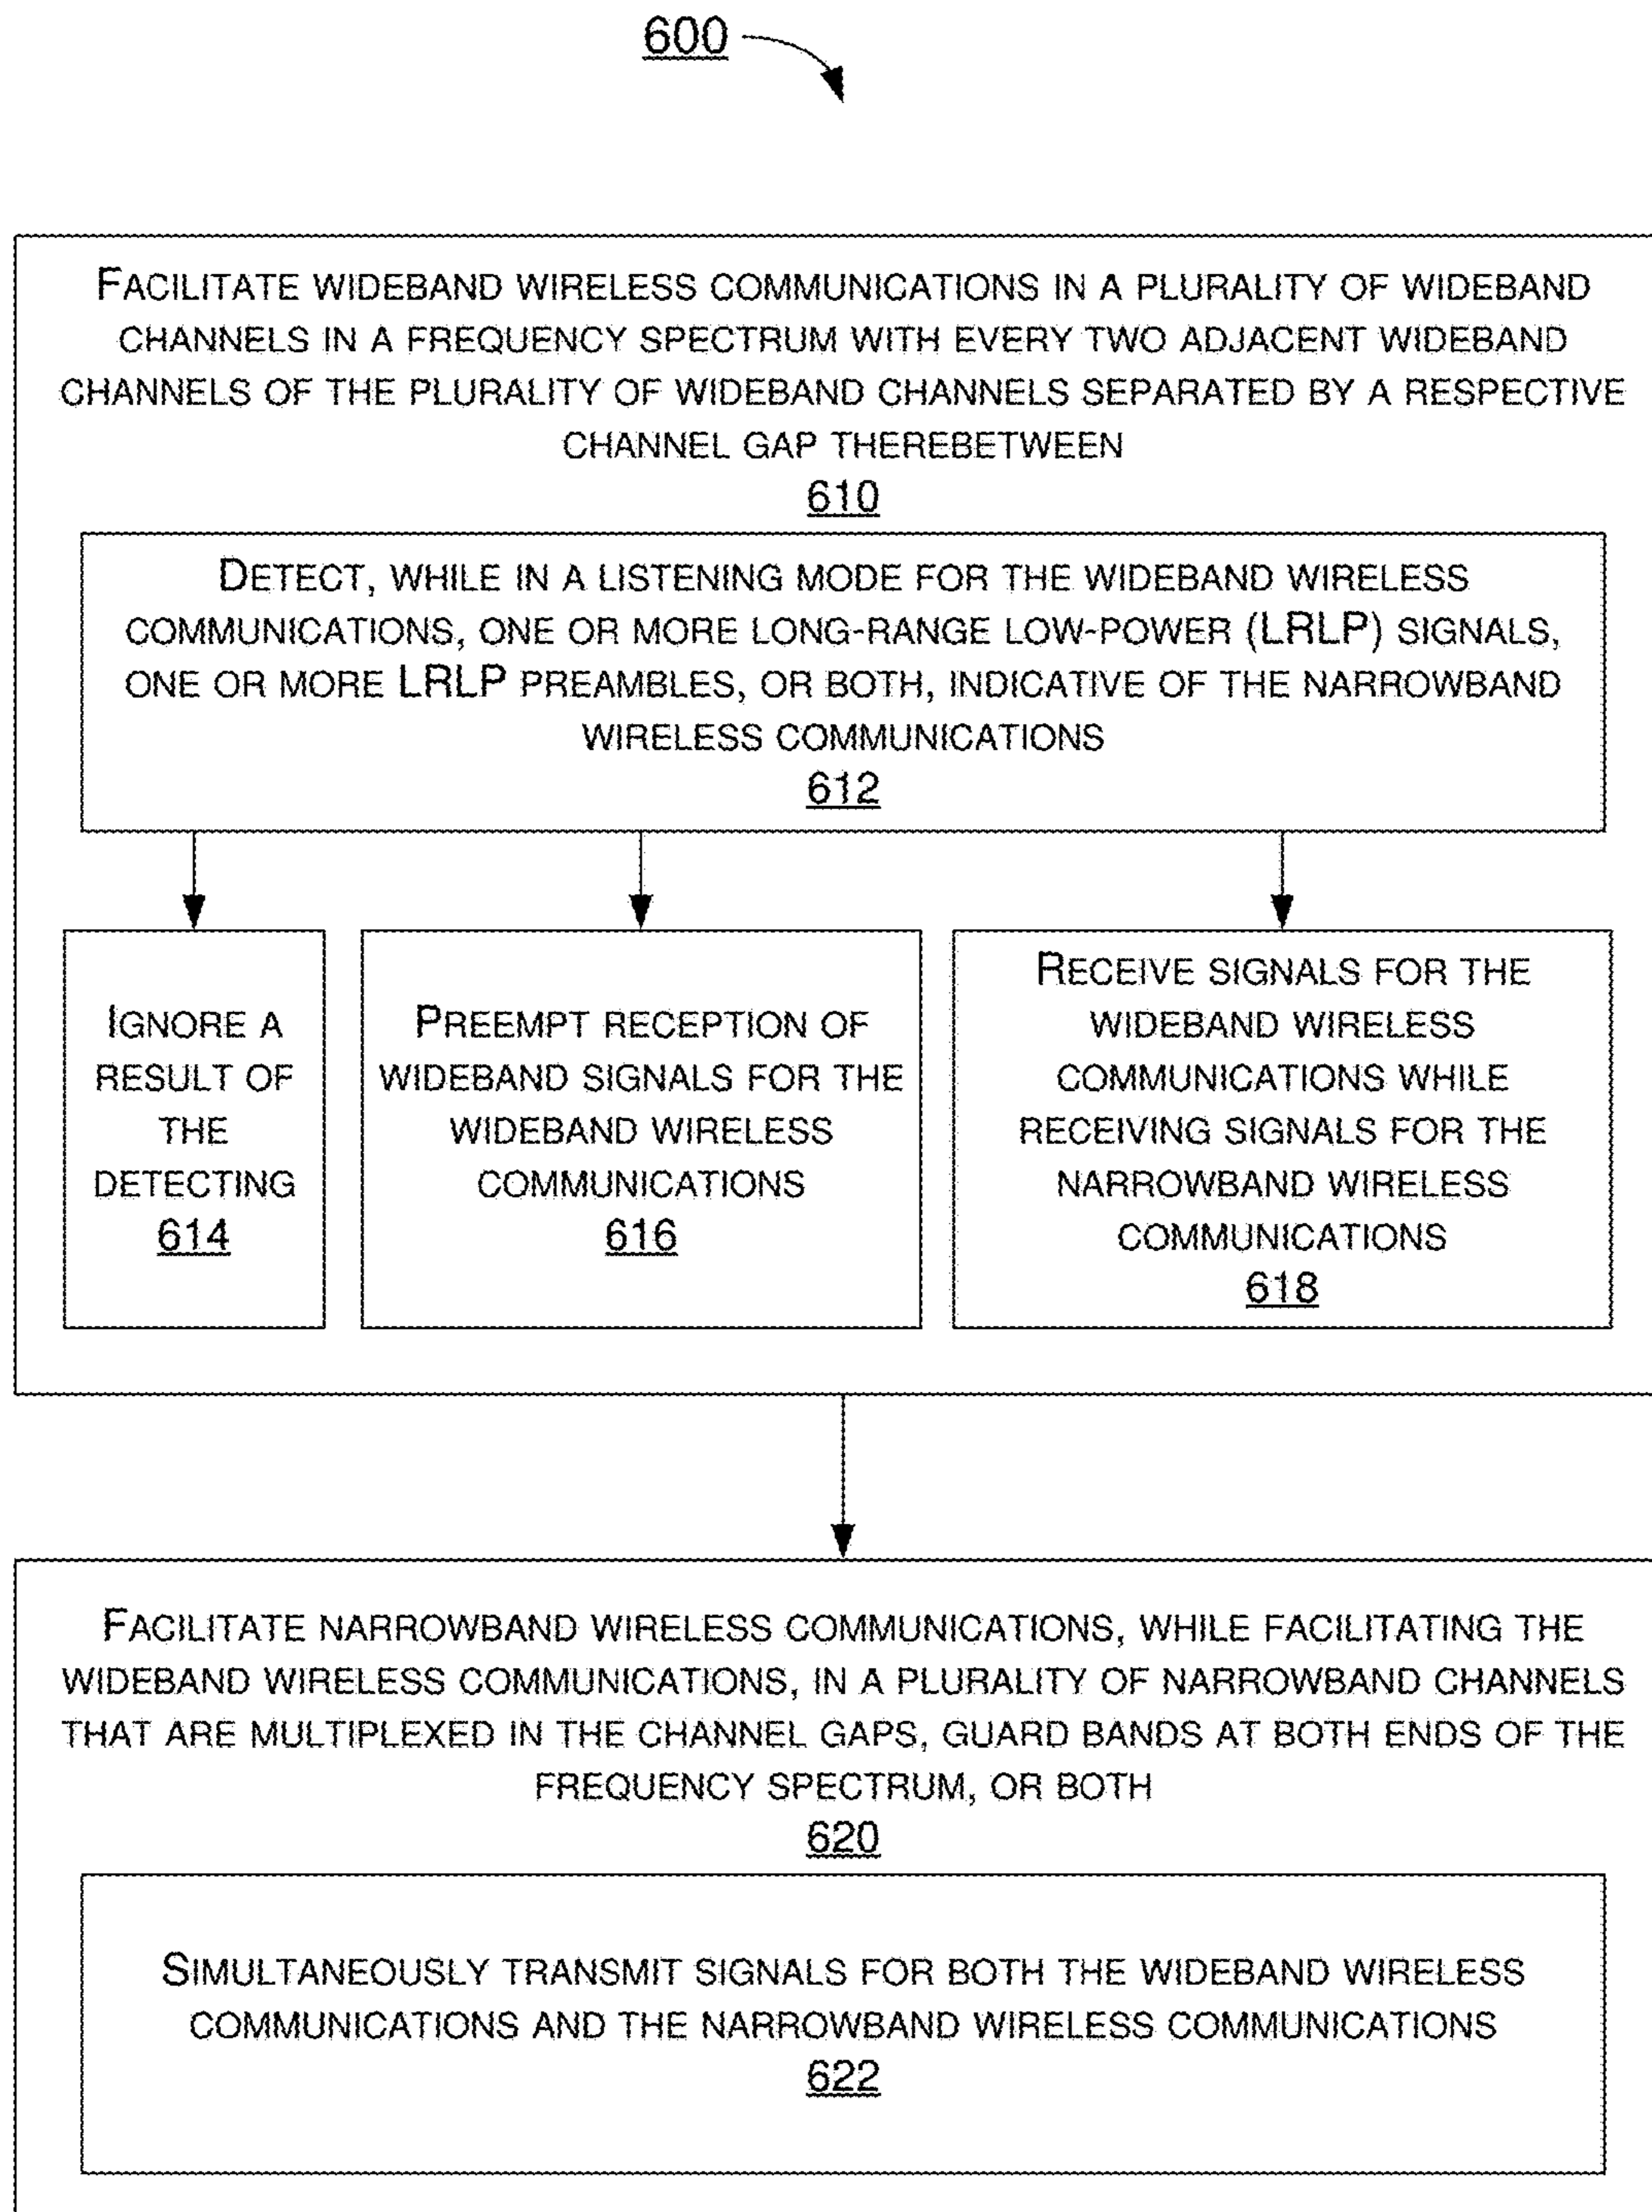 600
FACILITATE WIDEBAND WIRELESS COMMUNICATIONS IN A PLURALITY OF WIDEBAND
CHANNELS IN A FREQUENCY SPECTRUM WITH EVERY TWO ADJACENT WIDEBAND
CHANNELS OF THE PLURALITY OF WIDEBAND CHANNELS SEPARATED BY A RESPECTIVE
CHANNEL GAP THEREBETWEEN
610
DETECT, WHILE IN A LISTENING MODE FOR THE WIDEBAND WIRELESS
COMMUNICATIONS, ONE OR MORE LONG-RANGE LOW-POWER (LRLP) SIGNALS,
ONE OR MORE LRLP PREAMBLES, OR BOTH, INDICATIVE OF THE NARROWBAND
WIRELESS COMMUNICATIONS
612
IGNORE A
RESULT OF
THE
DETECTING
614
PREEMPT RECEPTION OF
WIDEBAND SIGNALS FOR THE
WIDEBAND WIRELESS
COMMUNICATIONS
616
RECEIVE SIGNALS FOR THE
WIDEBAND WIRELESS
COMMUNICATIONS WHILE
RECEIVING SIGNALS FOR THE
NARROWBAND WIRELESS
COMMUNICATIONS
618
FACILITATE NARROWBAND WIRELESS COMMUNICATIONS, WHILE FACILITATING THE
WIDEBAND WIRELESS COMMUNICATIONS, IN A PLURALITY OF NARROWBAND CHANNELS
THAT ARE MULTIPLEXED IN THE CHANNEL GAPS, GUARD BANDS AT BOTH ENDS OF THE
FREQUENCY SPECTRUM, OR BOTH
620
SIMULTANEOUSLY TRANSMIT SIGNALS FOR BOTH THE WIDEBAND WIRELESS
COMMUNICATIONS AND THE NARROWBAND WIRELESS COMMUNICATIONS
622